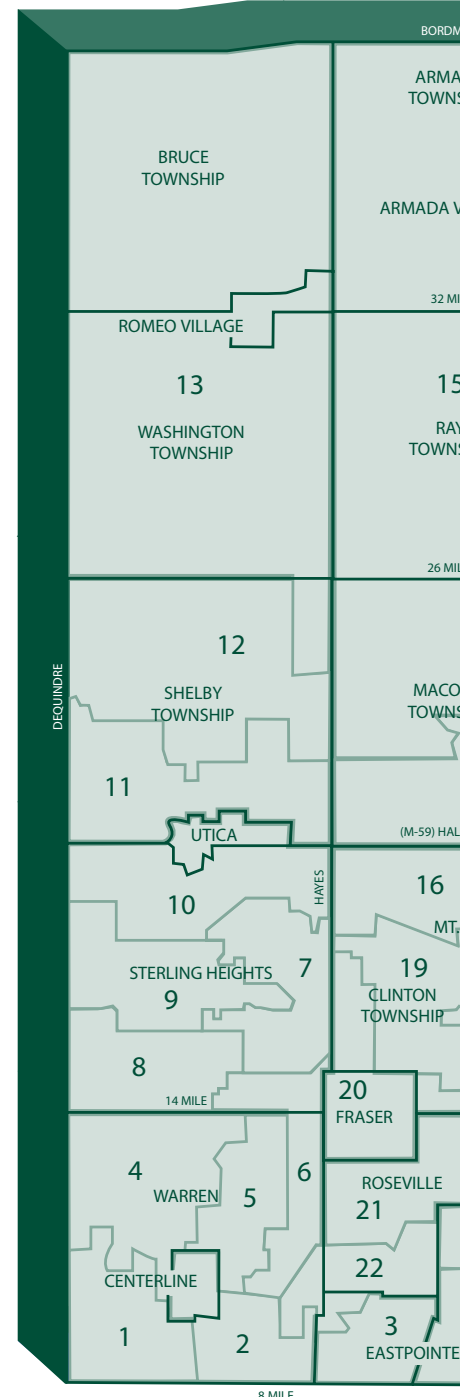 BORDM
ARMA
TOWNS
BRUCE
TOWNSHIP
ARMADA V
32 MI
ROMEO VILLAGE
13
15
WASHINGTON
TOWNSHIP
RAY
TOWNS
26 MIL
12
DEQUINDRE
SHELBY
TOWNSHIP
MACO
TOWNS
11
UTICA
(M-59) HAL
HAYES
16
10
MT.
STERLING HEIGHTS
7
19
9
CLINTON
TOWNSHIP
8
14 MILE
20
FRASER
4
6
WARREN
5
ROSEVILLE
21
22
CENTERLINE
1
2
3
EASTPOINTE
8 MILE